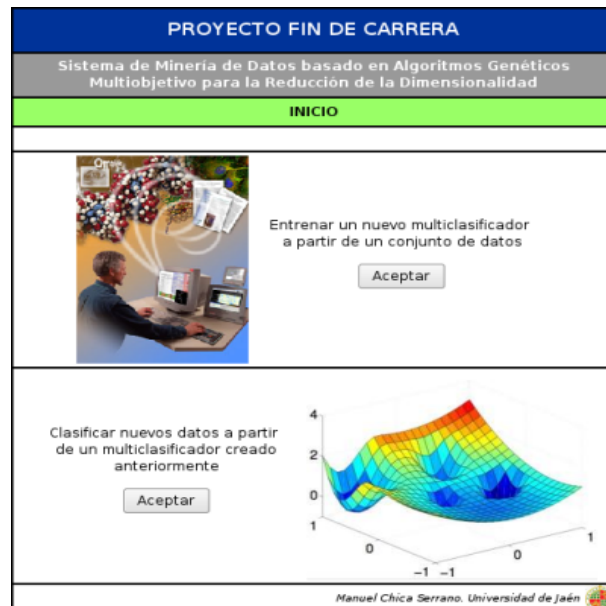 PROYECTO FIN DE CARRERA
Sistema de Minería de Datos basado en Algoritmos Genéticos
Multiobjetivo para la Reducción de la Dimensionalidad
INICIO
Entrenar un nuevo multiclasificador
a partir de un conjunto de datos
Aceptar
Clasificar nuevos datos a partir
de un multiclasificador creado
anteriormente
Aceptar
4
2
0
1
0
-1
-1
0
1
Manuel Chica Serrano. Universidad de Jaén